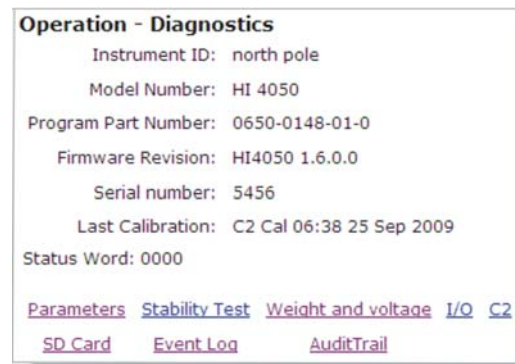 Operation - Diagnostics
Instrument ID: north pole
Model Number: HI 4050
Program Part Number: 0650-0148-01-0
Firmware Revision: HI4050 1.6.0.0
Serial number: 5456
Last Calibration: C2 Cal 06:38 25 Sep 2009
Status Word: 0000
Parameters Stability Test Weight and voltage I/O C2
SD Card Event Log AuditTrail